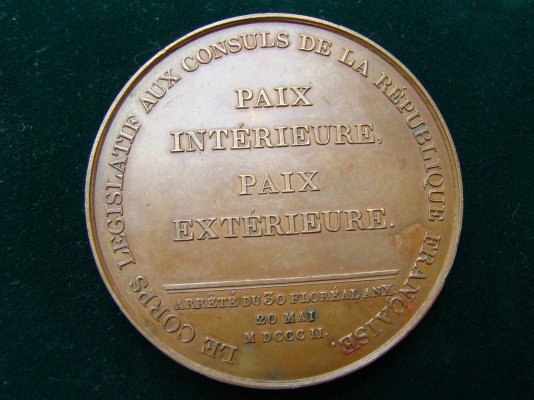 LE CORPS LEGISLATIF AUX CONSULS DE LA RÉPUBLIQUE FRANÇAISE.
PAIX
INTÉRIEURE,
PAIX
EXTÉRIEURE.
ARRÊTÉ DU 30 FLORÉAL AN X.
20 MAI
M DCCC II.